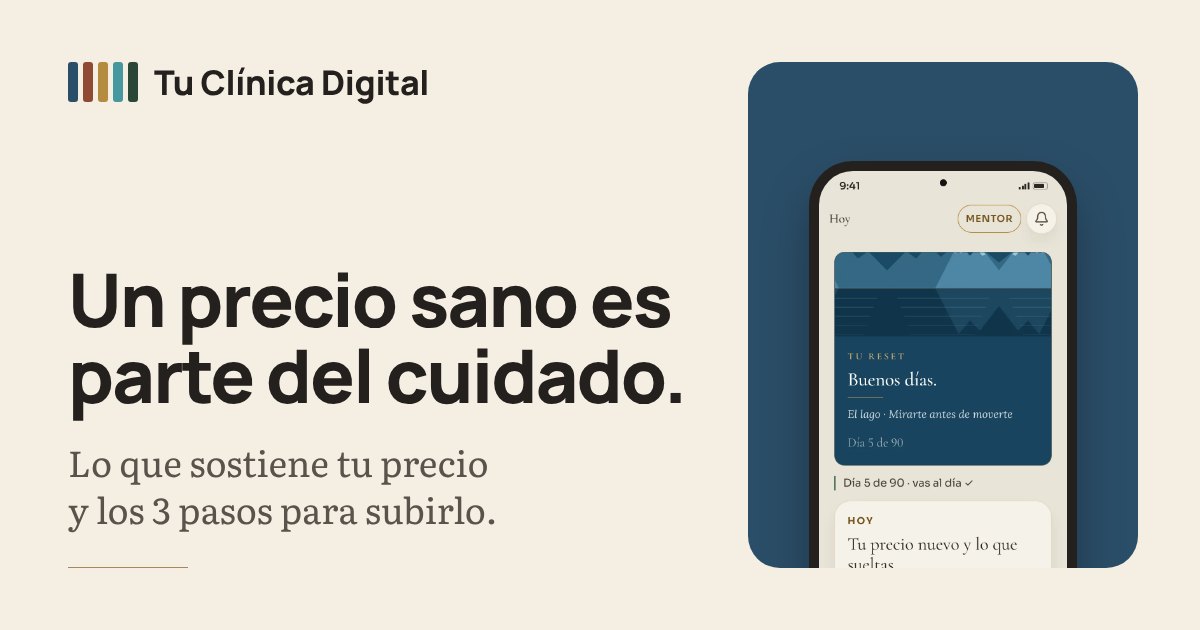 Tu Clínica Digital
Un precio sano es
parte del cuidado.
Lo que sostiene tu precio
y los 3 pasos para subirlo.
9:41
Hoy
MENTOR
TU RESET
Buenos días.
El lago · Mirarte antes de moverte
Día 5 de 90
Día 5 de 90 · vas al día ✓
HOY
Tu precio nuevo y lo que
sueltas